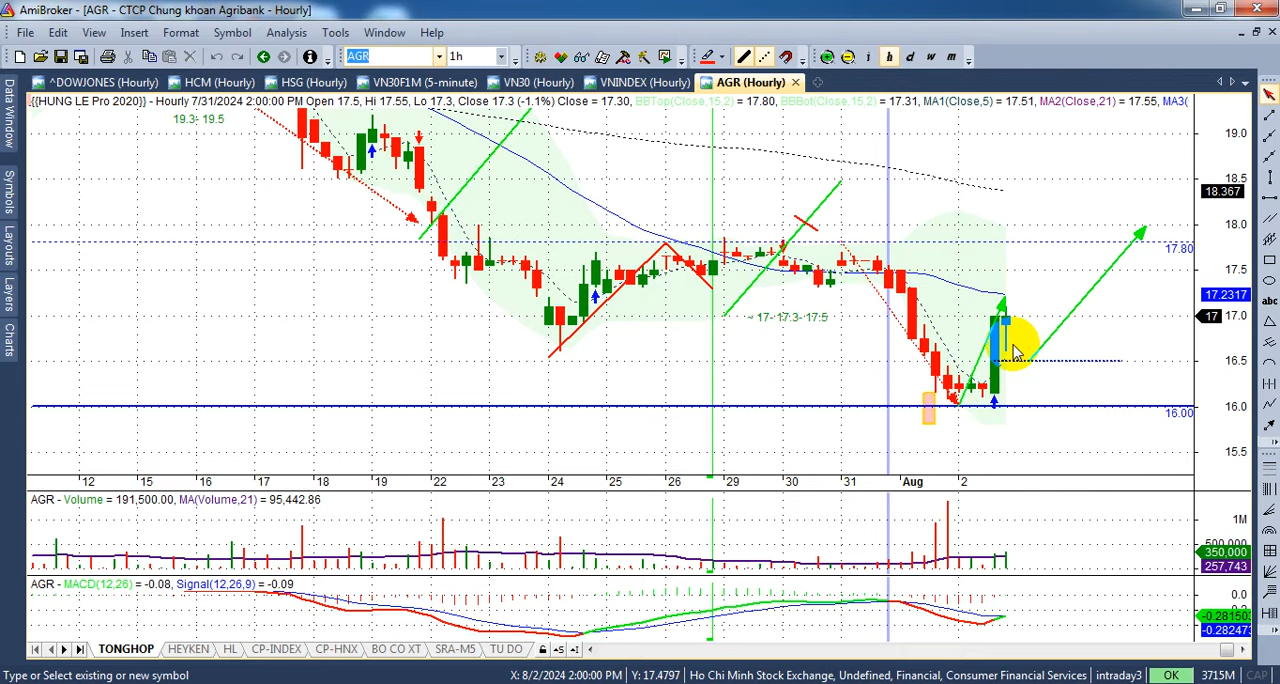 AmiBroker - [AGR - CTCP Chung khoan Agribank - Hourly]
File Edit View Insert Format Symbol Analysis Tools Window Help
AGR 1h i h d w m
^DOWJONES (Hourly) HCM (Hourly) HSG (Hourly) VN30F1M (5-minute) VN30 (Hourly) VNINDEX (Hourly) AGR (Hourly)
{{HUNG LE Pro 2020}} - Hourly 7/31/2024 2:00:00 PM Open 17.5, Hi 17.55, Lo 17.3, Close 17.3 (-1.1%) Close = 17.30, BBTop(Close,15,2) = 17.80, BBBot(Close,15,2) = 17.31, MA1(Close,5) = 17.51, MA2(Close,21) = 17.55, MA3(
Data Window
Symbols
Layouts
Layers
Charts
abc
19.3- 19.5
~ 17- 17.3- 17.5
19.0
18.5
18.367
18.0
17.80
17.5
17.2317
17 17.0
16.5
16.0
16.00
15.5
12 15 16 17 18 19 22 23 24 25 26 29 30 31 Aug 2
AGR - Volume = 191,500.00, MA(Volume,21) = 95,442.86
1M
350,000
257,743
AGR - MACD(12,26) = -0.08, Signal(12,26,9) = -0.09
0.0
-0.282473
TONGHOP HEYKEN HL CP-INDEX CP-HNX BO CO XT SRA-M5 TU DO
Type or Select existing or new symbol X: 8/2/2024 2:00:00 PM Y: 17.4797 Ho Chi Minh Stock Exchange, Undefined, Financial, Consumer Financial Services intraday3 OK 3715M CAP